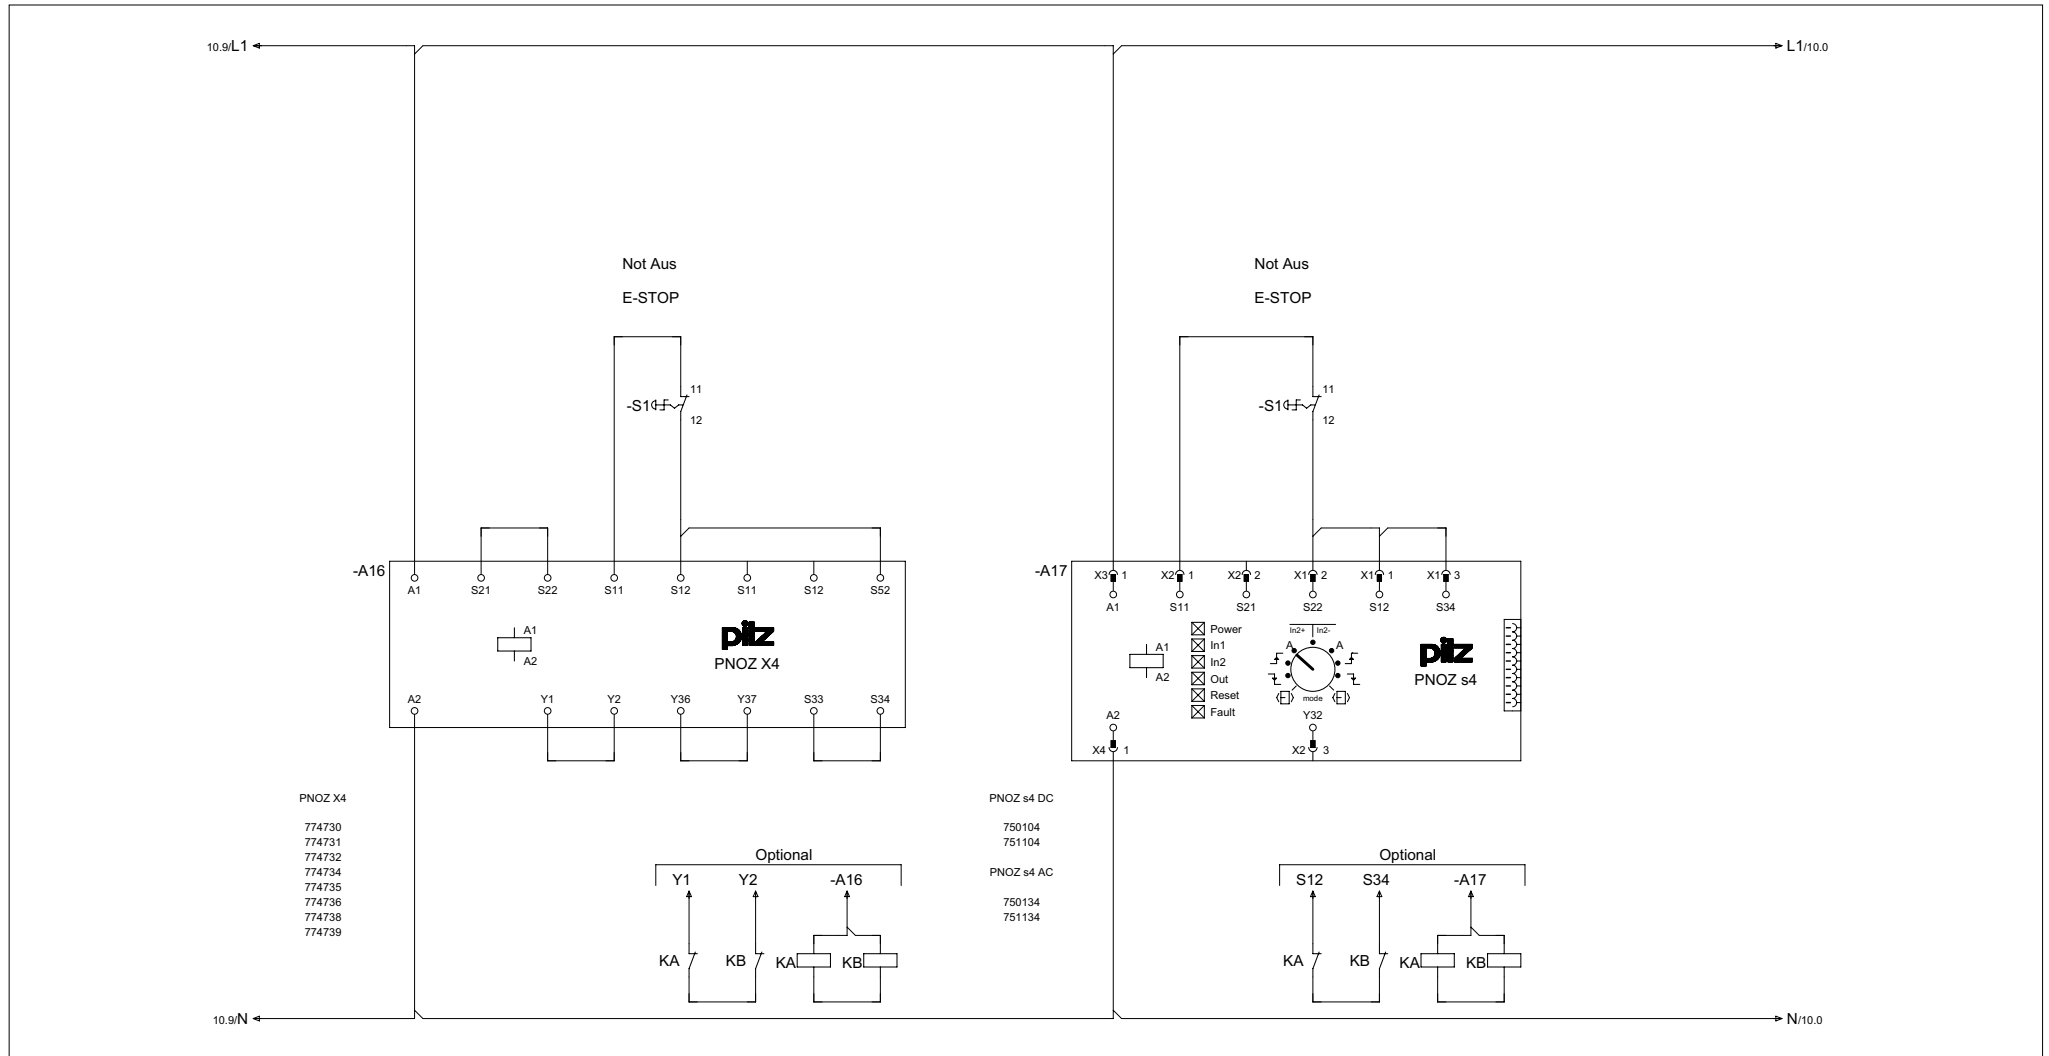 10.9/L1
L1/10.0
Not Aus
E-STOP
Not Aus
E-STOP
11
-S1
12
11
-S1
12
-A16
A1 S21 S22 S11 S12 S11 S12 S52
A1
A2
pilz
PNOZ X4
A2 Y1 Y2 Y36 Y37 S33 S34
-A17
X3 1 X2 1 X2 2 X1 2 X1 1 X1 3
A1 S11 S21 S22 S12 S34
A1
A2
Power
In1
In2
Out
Reset
Fault
In2+ In2-
A A
mode
pilz
PNOZ s4
A2 Y32
X4 1 X2 3
PNOZ X4
774730
774731
774732
774734
774735
774736
774738
774739
Optional
Y1 Y2 -A16
KA KB KA KB
PNOZ s4 DC
750104
751104
PNOZ s4 AC
750134
751134
Optional
S12 S34 -A17
KA KB KA KB
10.9/N
N/10.0